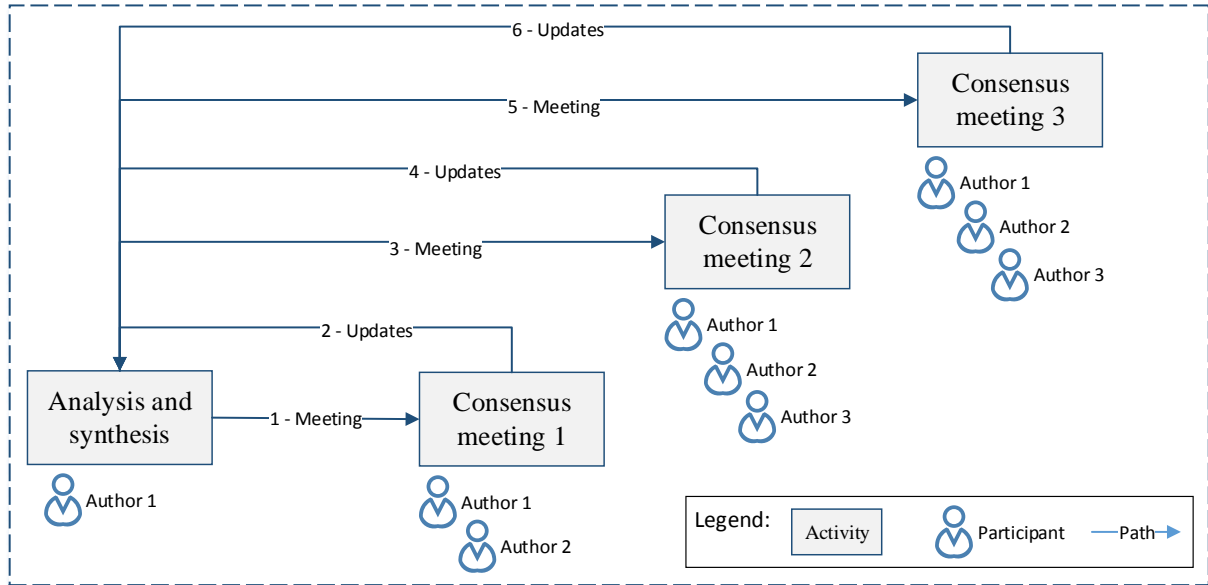 6 - Updates
Consensus
meeting 3
5 - Meeting
Author 1
Author 2
Author 3
4 - Updates
Consensus
meeting 2
3 - Meeting
Author 1
Author 2
Author 3
2 - Updates
Analysis and
synthesis
1 - Meeting
Consensus
meeting 1
Author 1
Author 1
Author 2
Legend:
Activity
Participant
Path